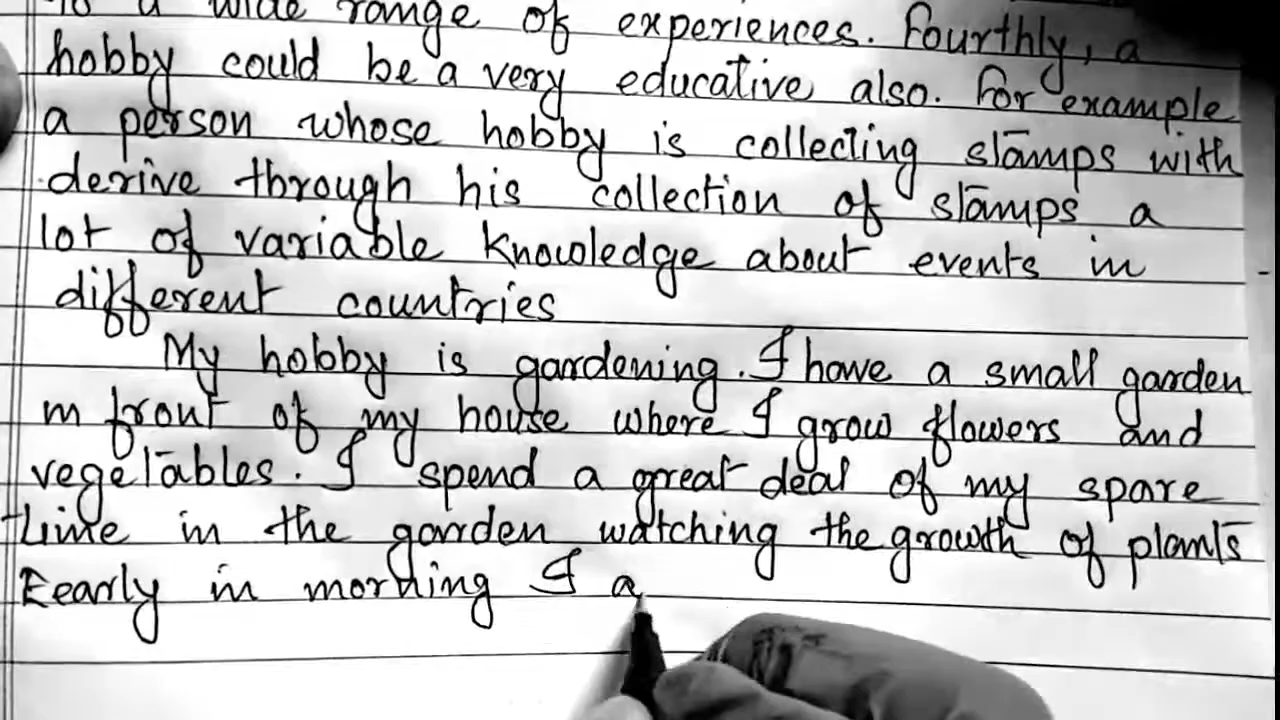 to a wide range of experiences. Fourthly, a
hobby could be a very educative also. For example
a person whose hobby is collecting stamps with
derive through his collection of stamps a
lot of variable knowledge about events in
different countries
My hobby is gardening. I have a small garden
in front of my house where I grow flowers and
vegetables. I spend a great deal of my spare
time in the garden watching the growth of plants
Eearly in morning I a